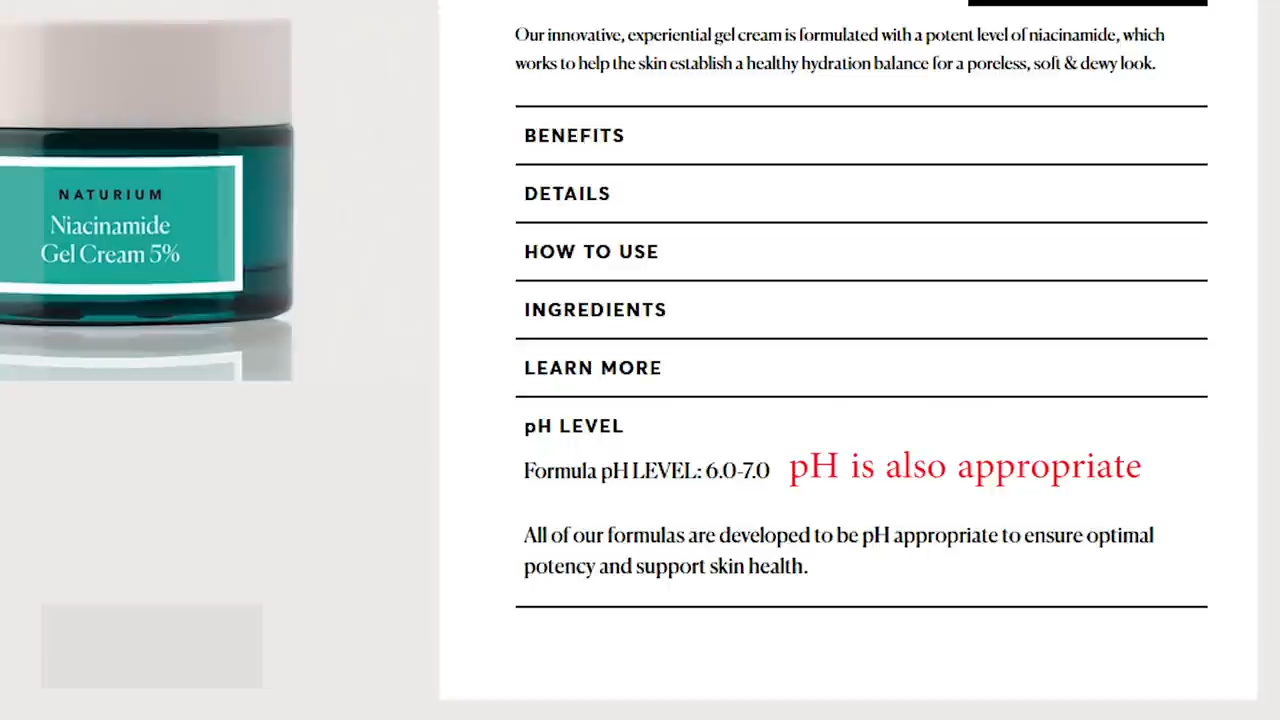 Our innovative, experiential gel cream is formulated with a potent level of niacinamide, which
works to help the skin establish a healthy hydration balance for a poreless, soft & dewy look.
NATURIUM
Niacinamide
Gel Cream 5%
BENEFITS
DETAILS
HOW TO USE
INGREDIENTS
LEARN MORE
pH LEVEL
Formula pH LEVEL: 6.0-7.0 pH is also appropriate
All of our formulas are developed to be pH appropriate to ensure optimal
potency and support skin health.